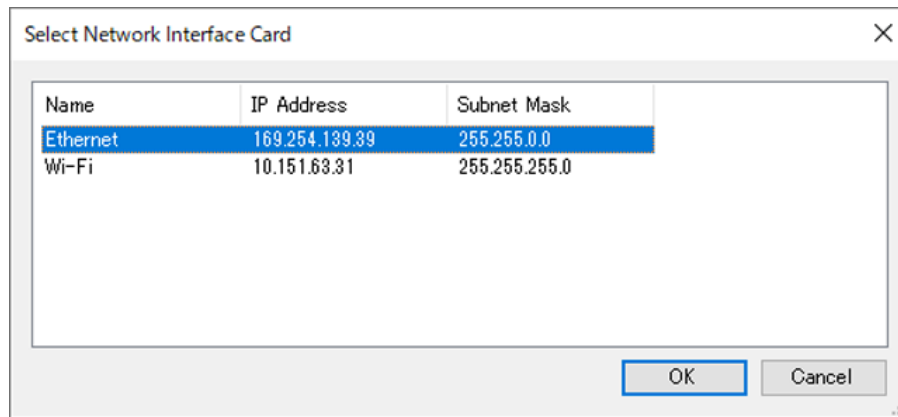 Select Network Interface Card
Name IP Address Subnet Mask
Ethernet 169.254.139.39 255.255.0.0
Wi-Fi 10.151.63.31 255.255.255.0
OK Cancel